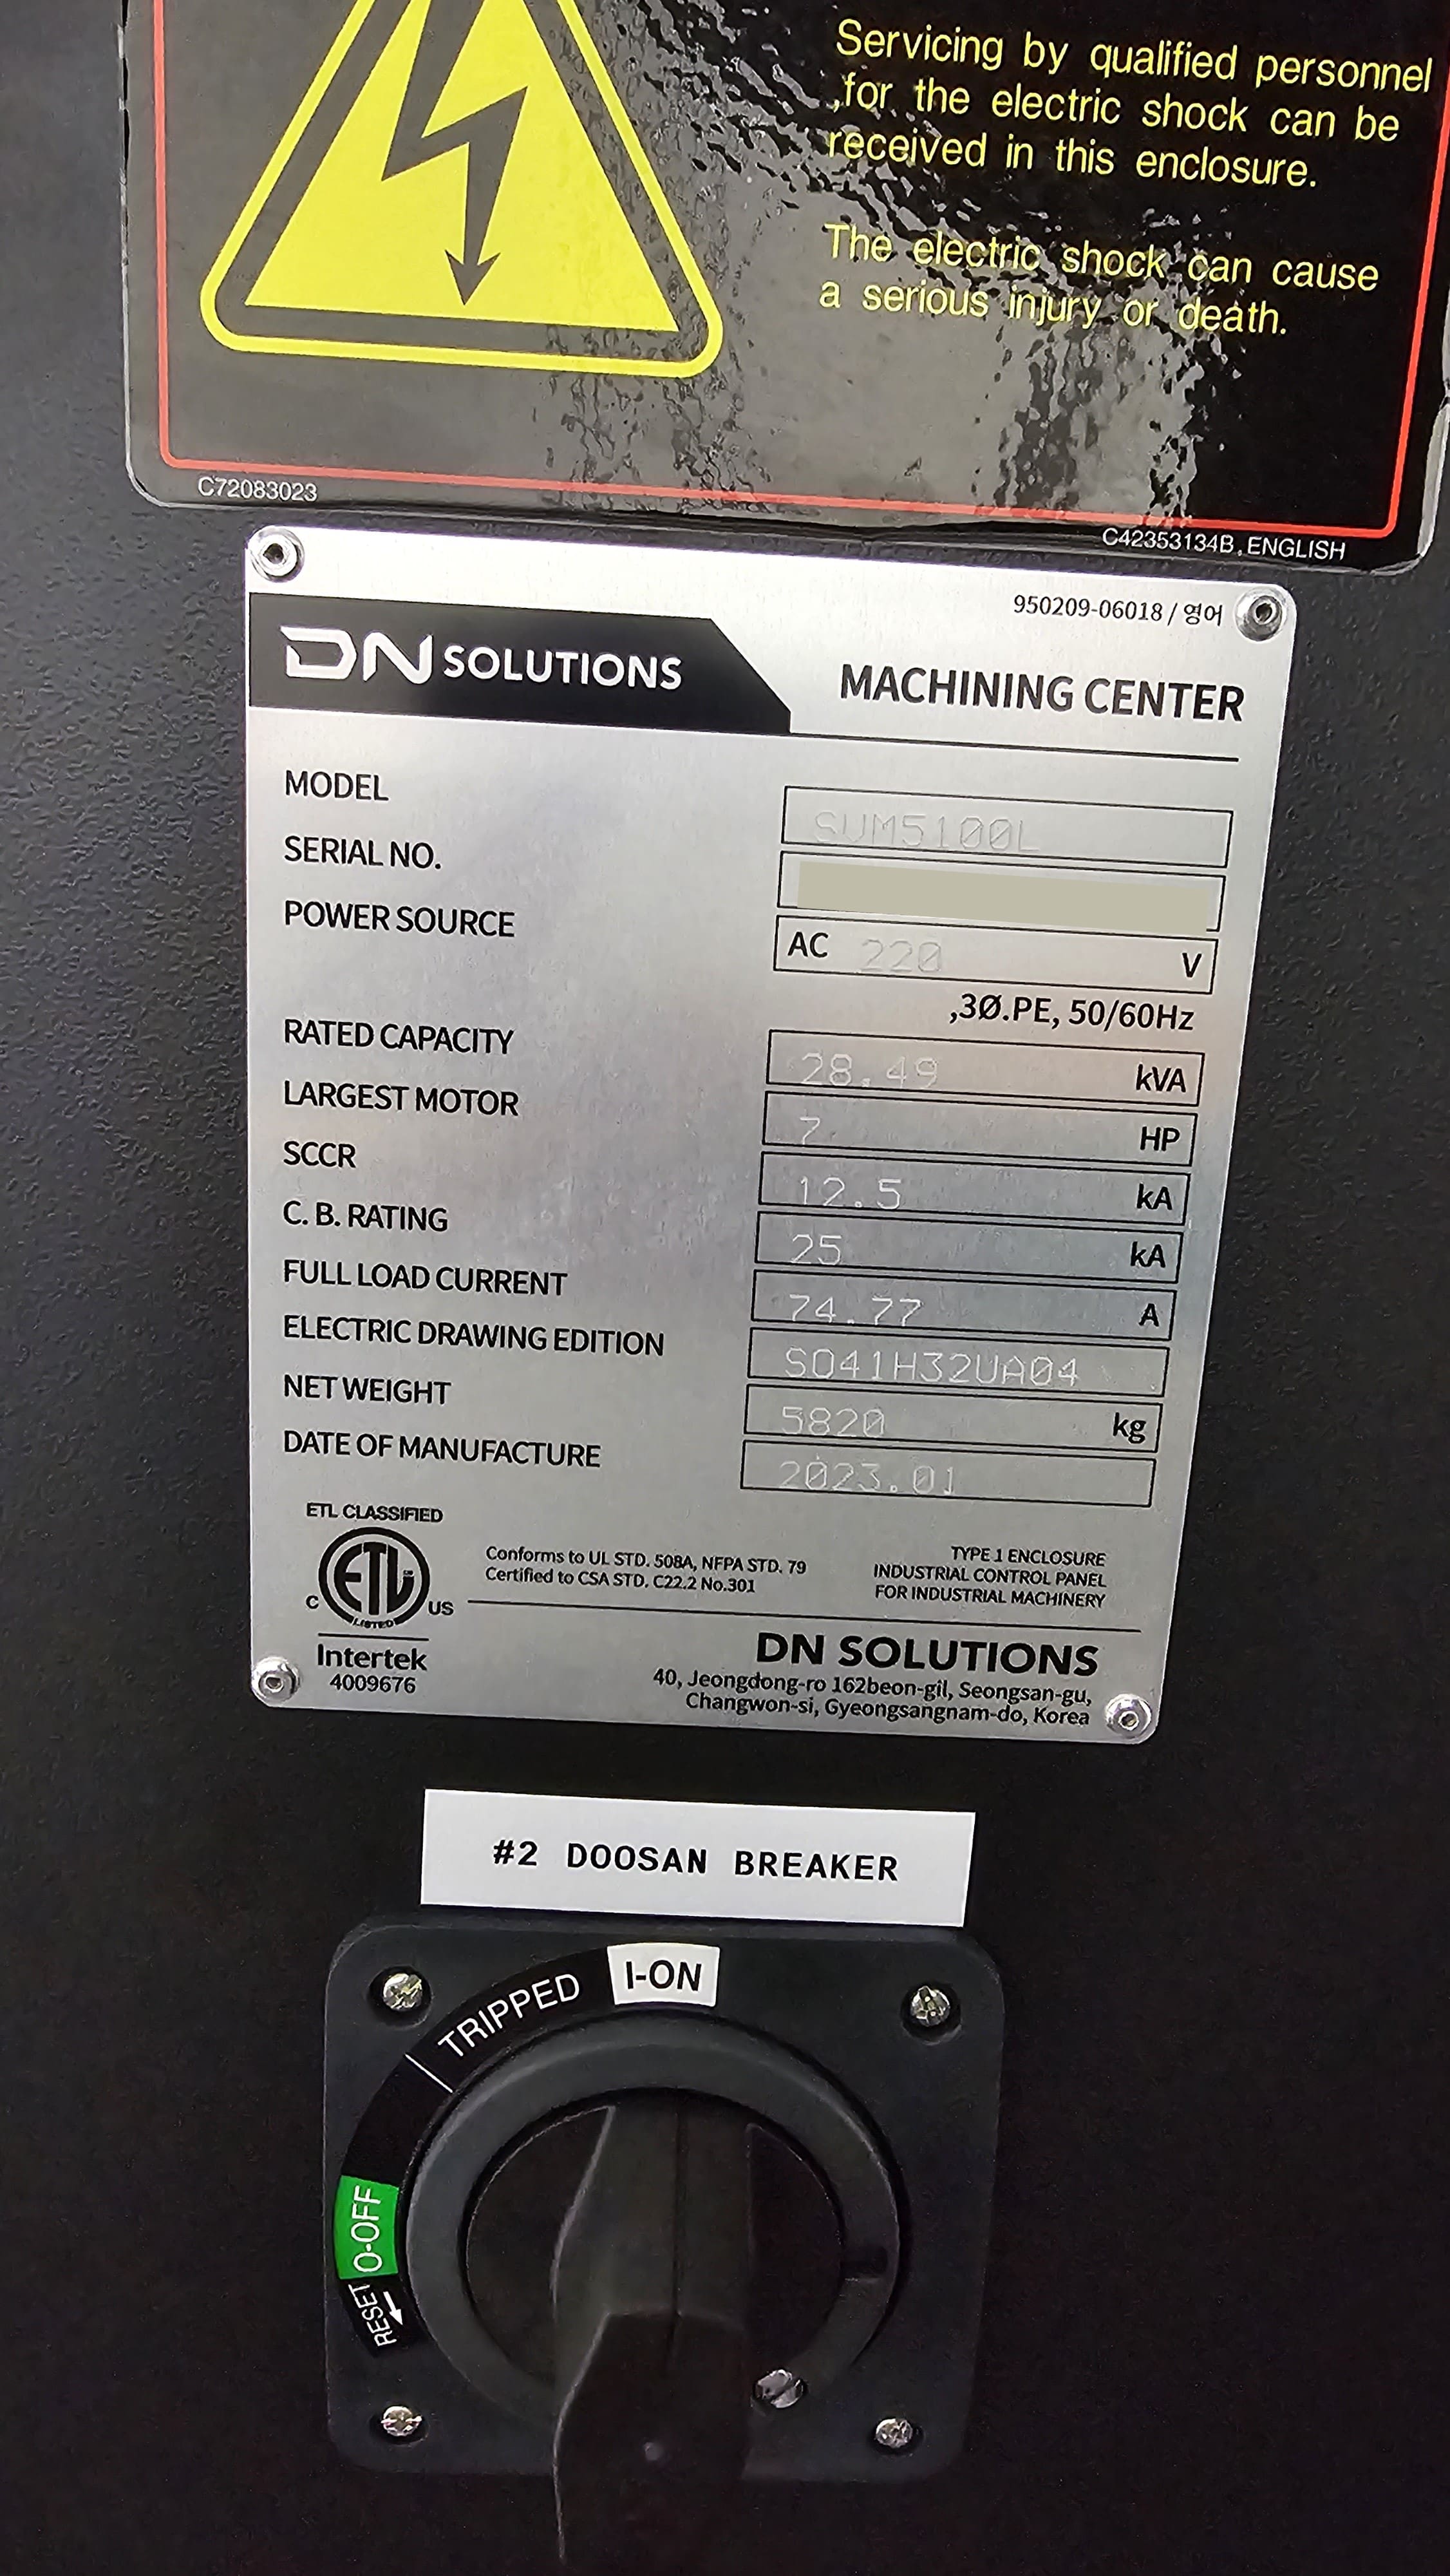 Servicing by qualified personnel
,for the electric shock can be
received in this enclosure.
The electric shock can cause
a serious injury or death.
C72083023
C42353134B.ENGLISH
950209-06018 / 영어
DN SOLUTIONS
MACHINING CENTER
MODEL SVM5100L
SERIAL NO.
POWER SOURCE AC 220 V
,3Ø.PE, 50/60Hz
RATED CAPACITY 28.49 kVA
LARGEST MOTOR 7 HP
SCCR 12.5 kA
C. B. RATING 25 kA
FULL LOAD CURRENT 74.77 A
ELECTRIC DRAWING EDITION SO41H32UA04
NET WEIGHT 5820 kg
DATE OF MANUFACTURE 2023.01
ETL CLASSIFIED
ETL
C US
LISTED
Intertek
4009676
Conforms to UL STD. 508A, NFPA STD. 79
Certified to CSA STD. C22.2 No.301
TYPE 1 ENCLOSURE
INDUSTRIAL CONTROL PANEL
FOR INDUSTRIAL MACHINERY
DN SOLUTIONS
40, Jeongdong-ro 162beon-gil, Seongsan-gu,
Changwon-si, Gyeongsangnam-do, Korea
#2 DOOSAN BREAKER
I-ON
TRIPPED
O-OFF
RESET